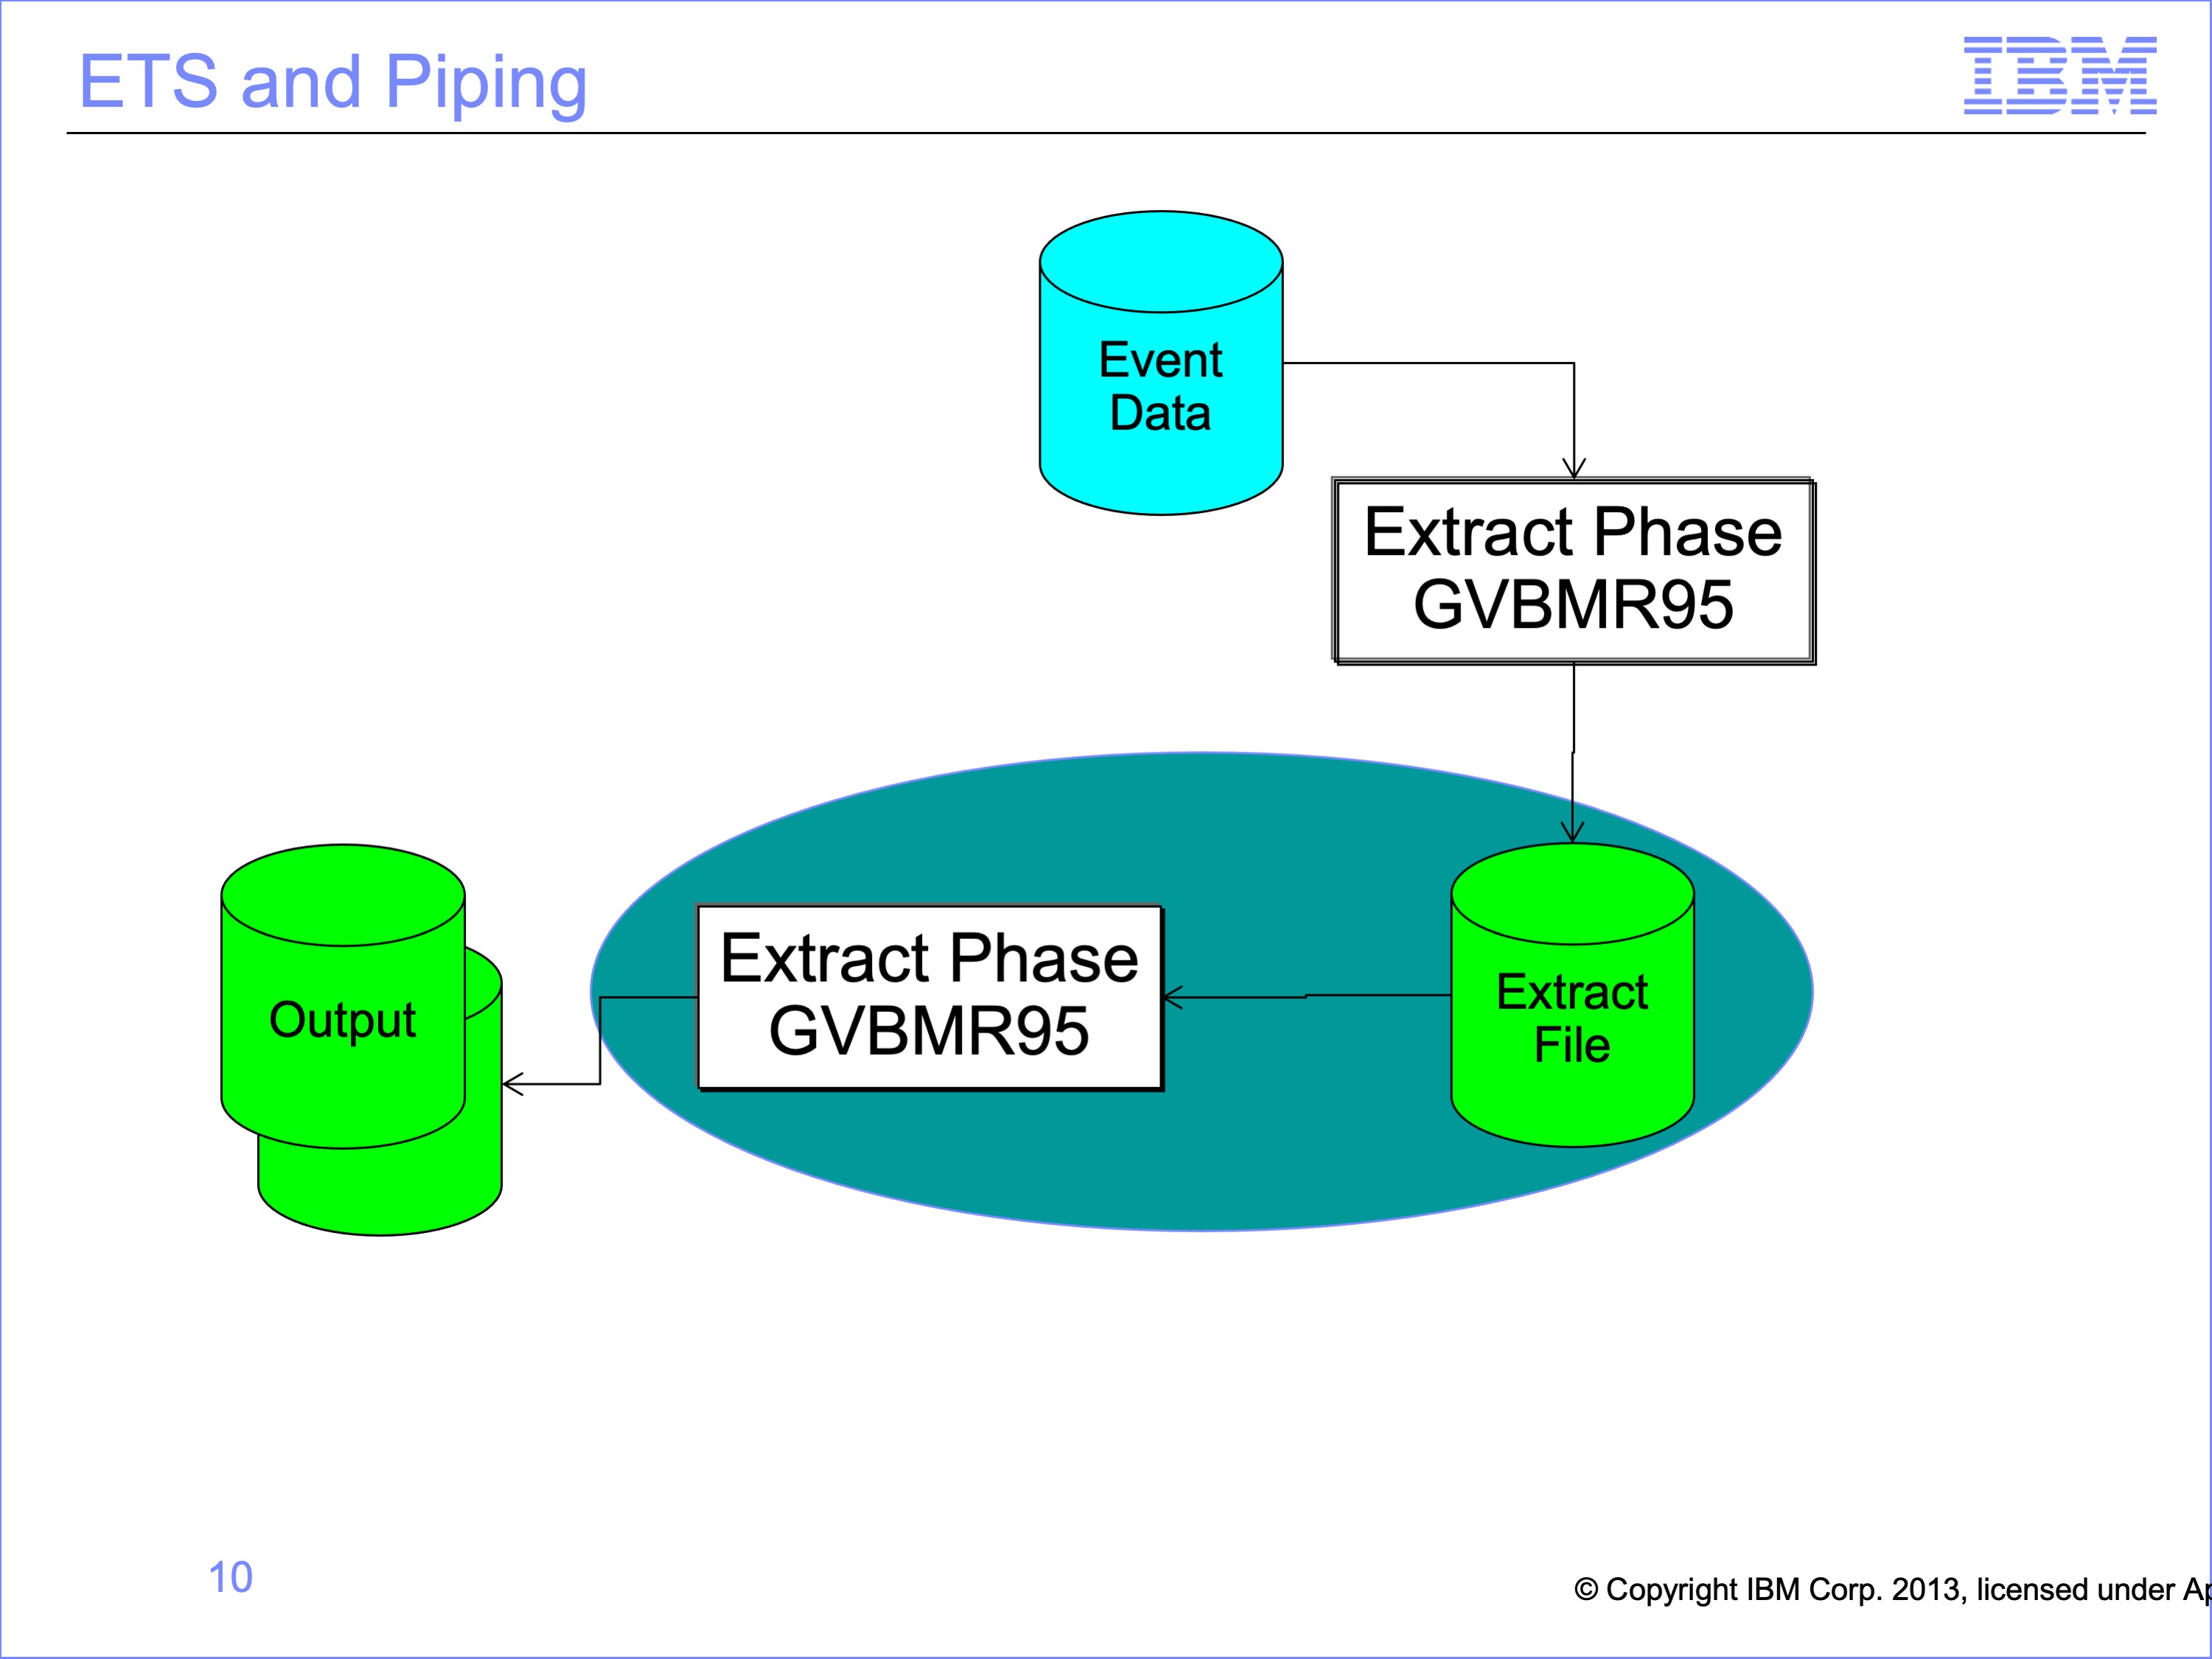 ETS and Piping
IBM
Event
Data
Extract Phase
GVBMR95
Extract Phase
GVBMR95
Extract
File
Output
10
© Copyright IBM Corp. 2013, licensed under